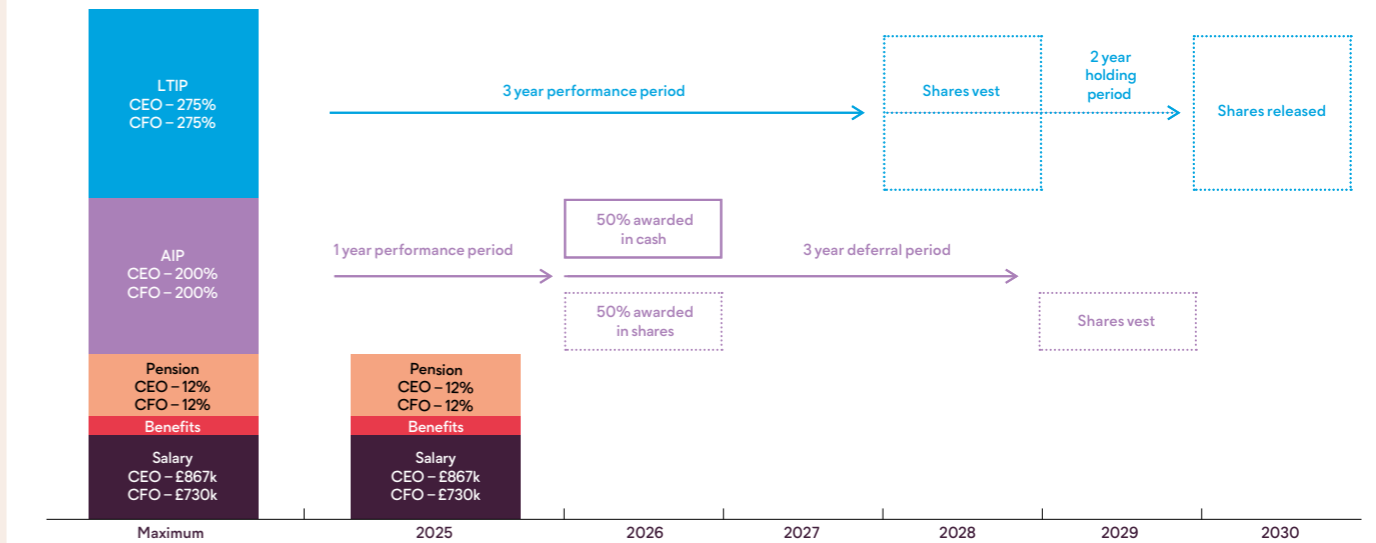 LTIP
CEO – 275%
CFO – 275%
3 year performance period
Shares vest
2 year
holding
period
Shares released
AIP
CEO – 200%
CFO – 200%
1 year performance period
50% awarded
in cash
3 year deferral period
50% awarded
in shares
Shares vest
Pension
CEO – 12%
CFO – 12%
Benefits
Salary
CEO – £867k
CFO – £730k
Pension
CEO – 12%
CFO – 12%
Benefits
Salary
CEO – £867k
CFO – £730k
Maximum
2025
2026
2027
2028
2029
2030